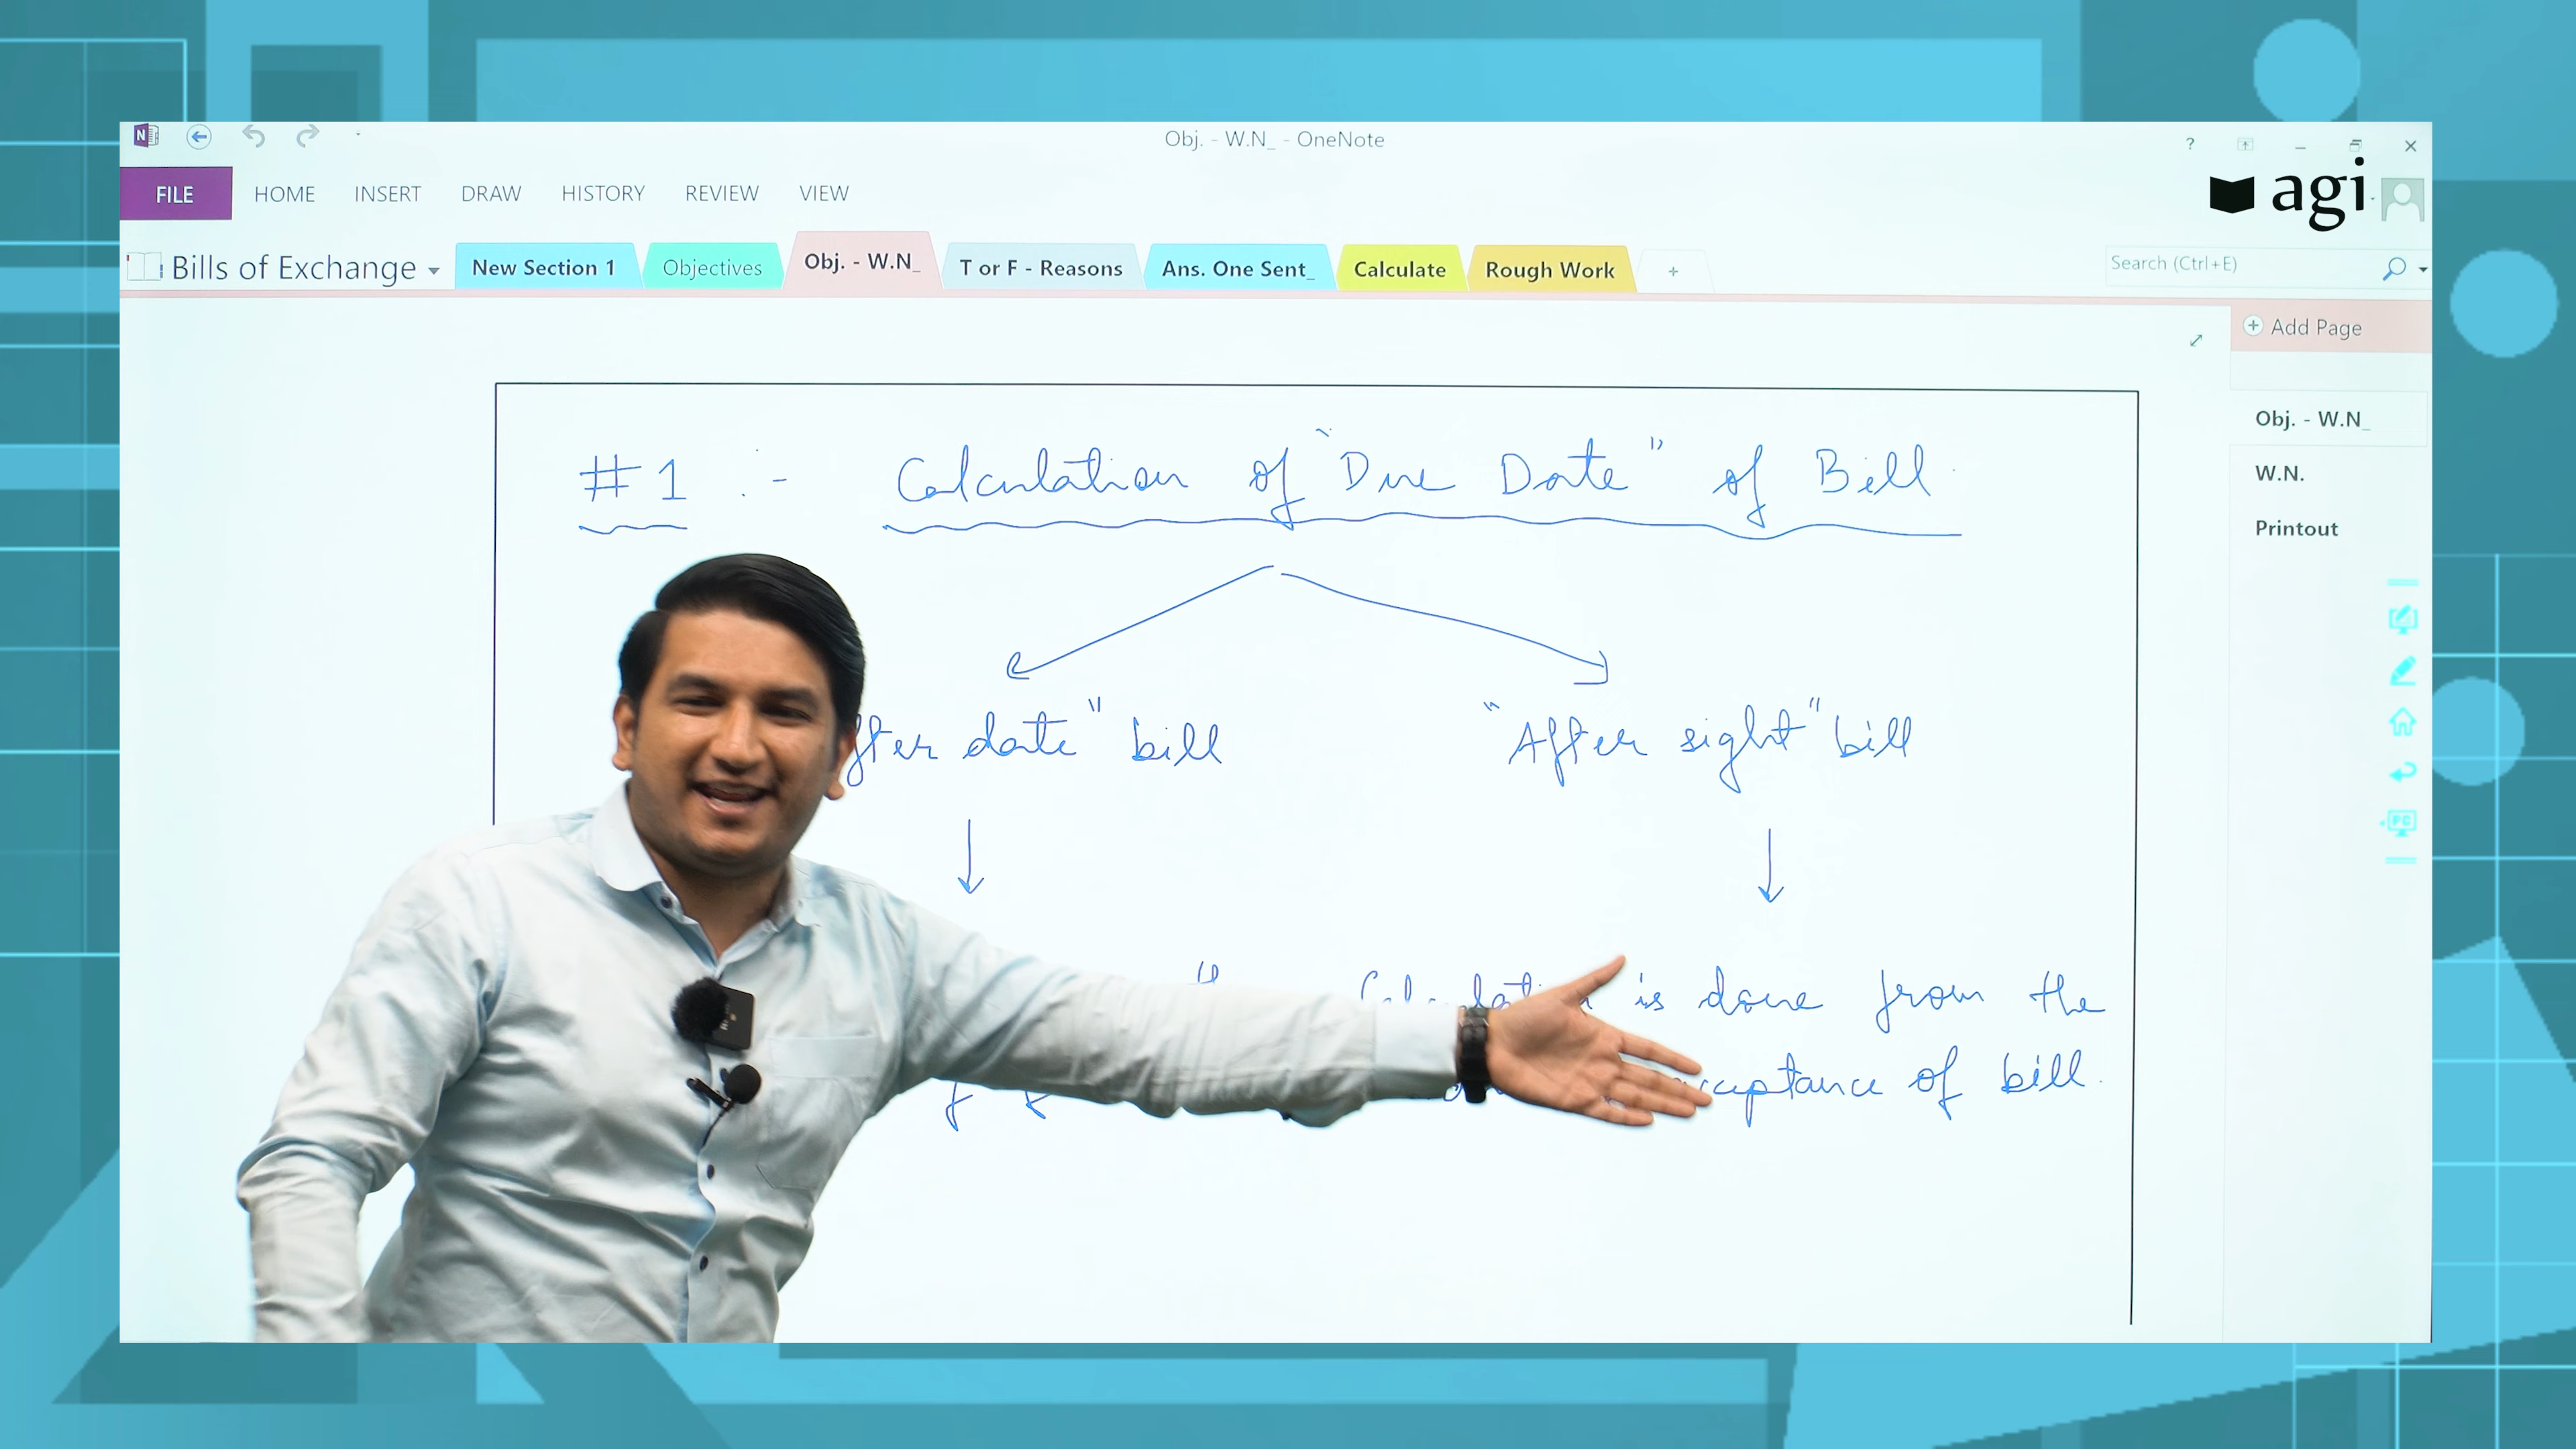 Obj. - W.N_ - OneNote
?
agi
FILE HOME INSERT DRAW HISTORY REVIEW VIEW
Bills of Exchange New Section 1 Objectives Obj. - W.N_ T or F - Reasons Ans. One Sent_ Calculate Rough Work +
Search (Ctrl+E)
Add Page
Obj. - W.N_
W.N.
Printout
PC
#1 :- Calculation of "Due Date" of Bill
date" bill
"After sight" bill
is done from the
of bill.